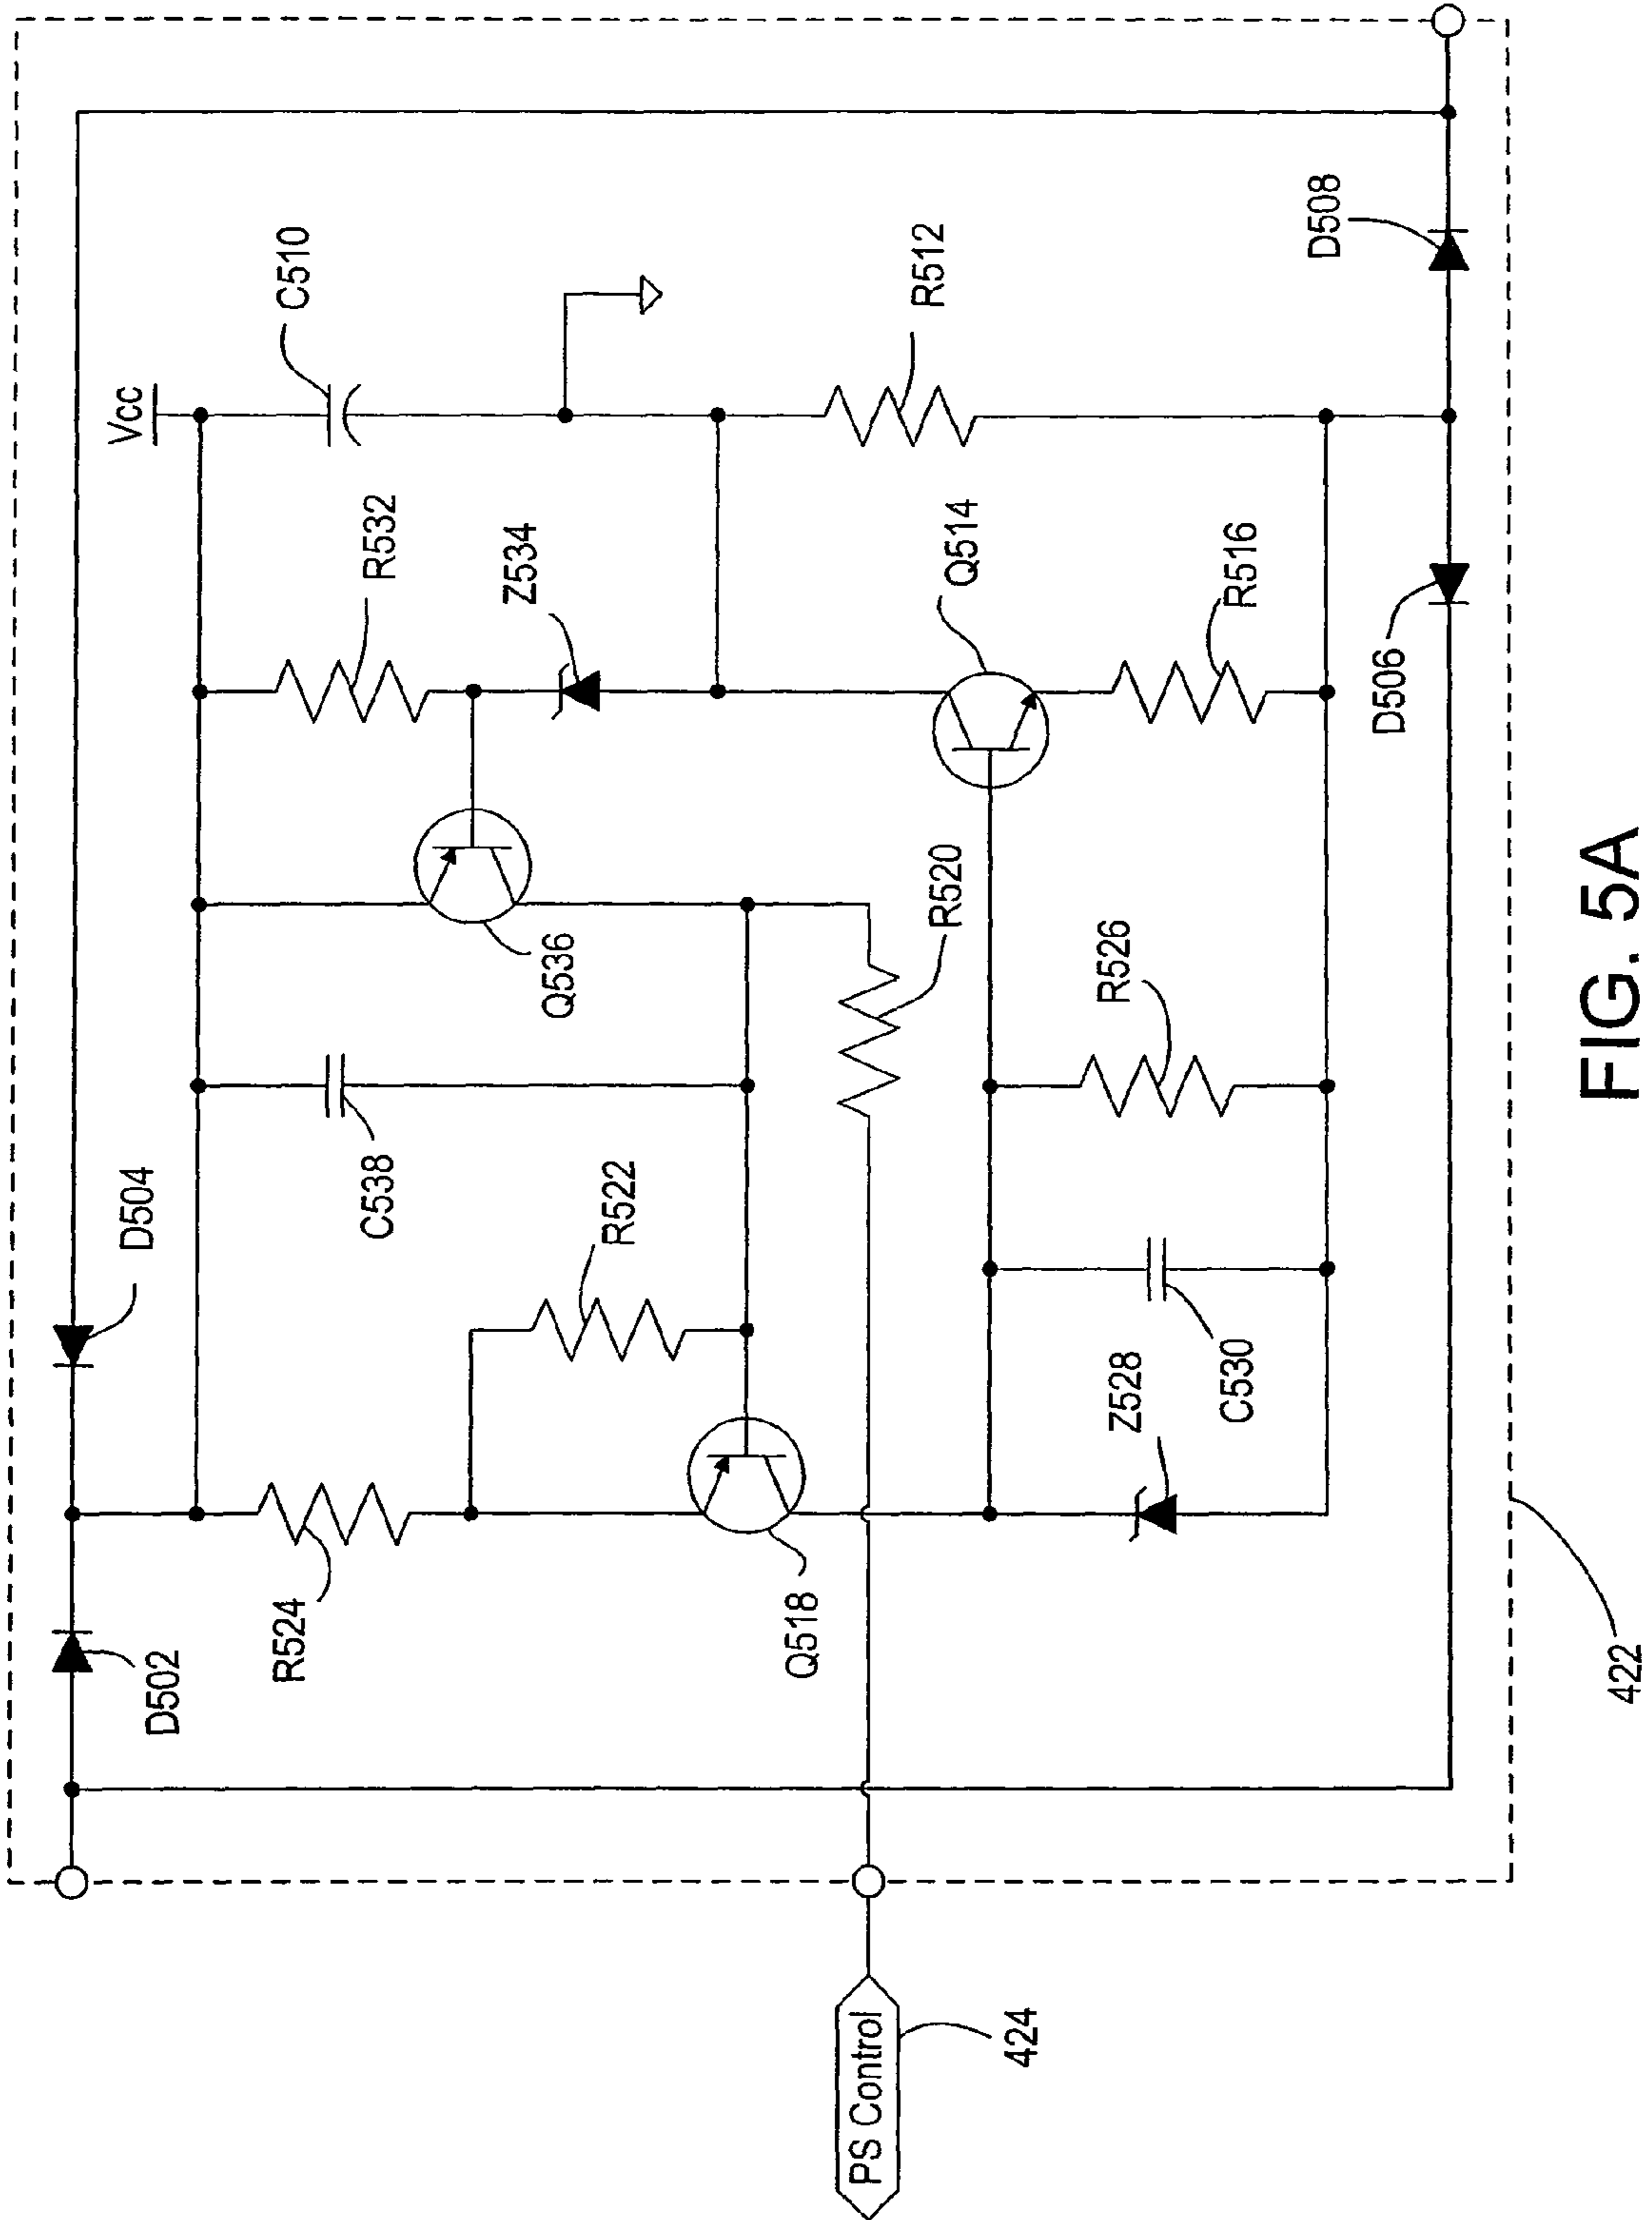 Vcc
C510
R532
Z534
D508
R512
Q514
R516
D506
Q536
R520
R526
C538
D504
R522
Z528
C530
R524
D502
Q518
422
PS Control
424
FIG. 5A